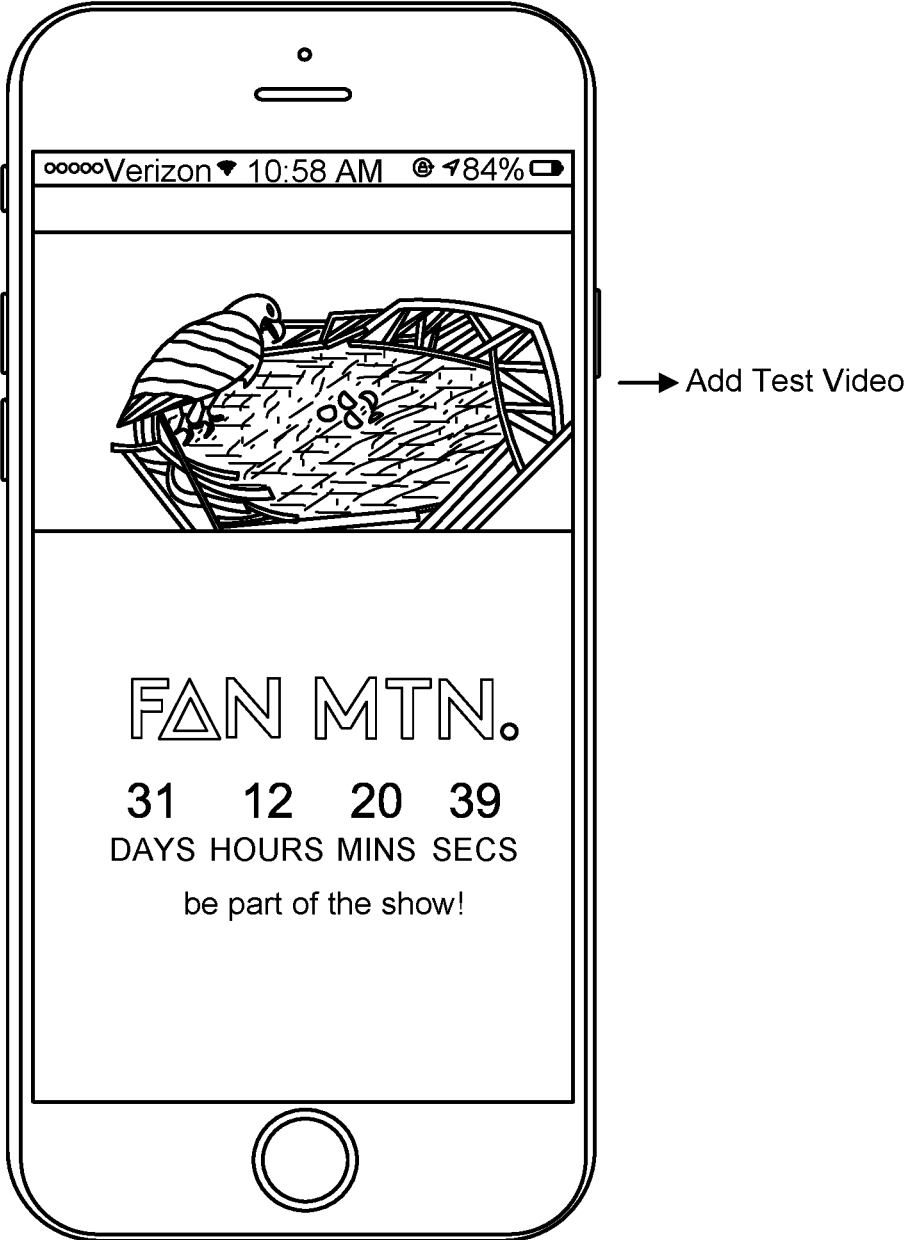 Verizon 10:58 AM 84%
Add Test Video
FAN MTN.
31 12 20 39
DAYS HOURS MINS SECS
be part of the show!